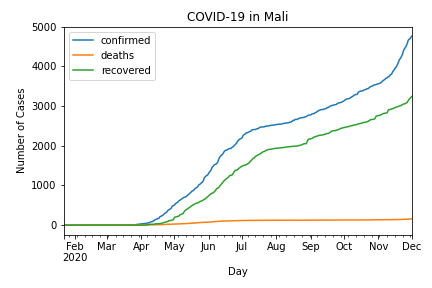 COVID-19 in Mali
5000
4000
3000
2000
1000
0
Number of Cases
confirmed
deaths
recovered
Feb Mar Apr May Jun Jul Aug Sep Oct Nov Dec
2020
Day